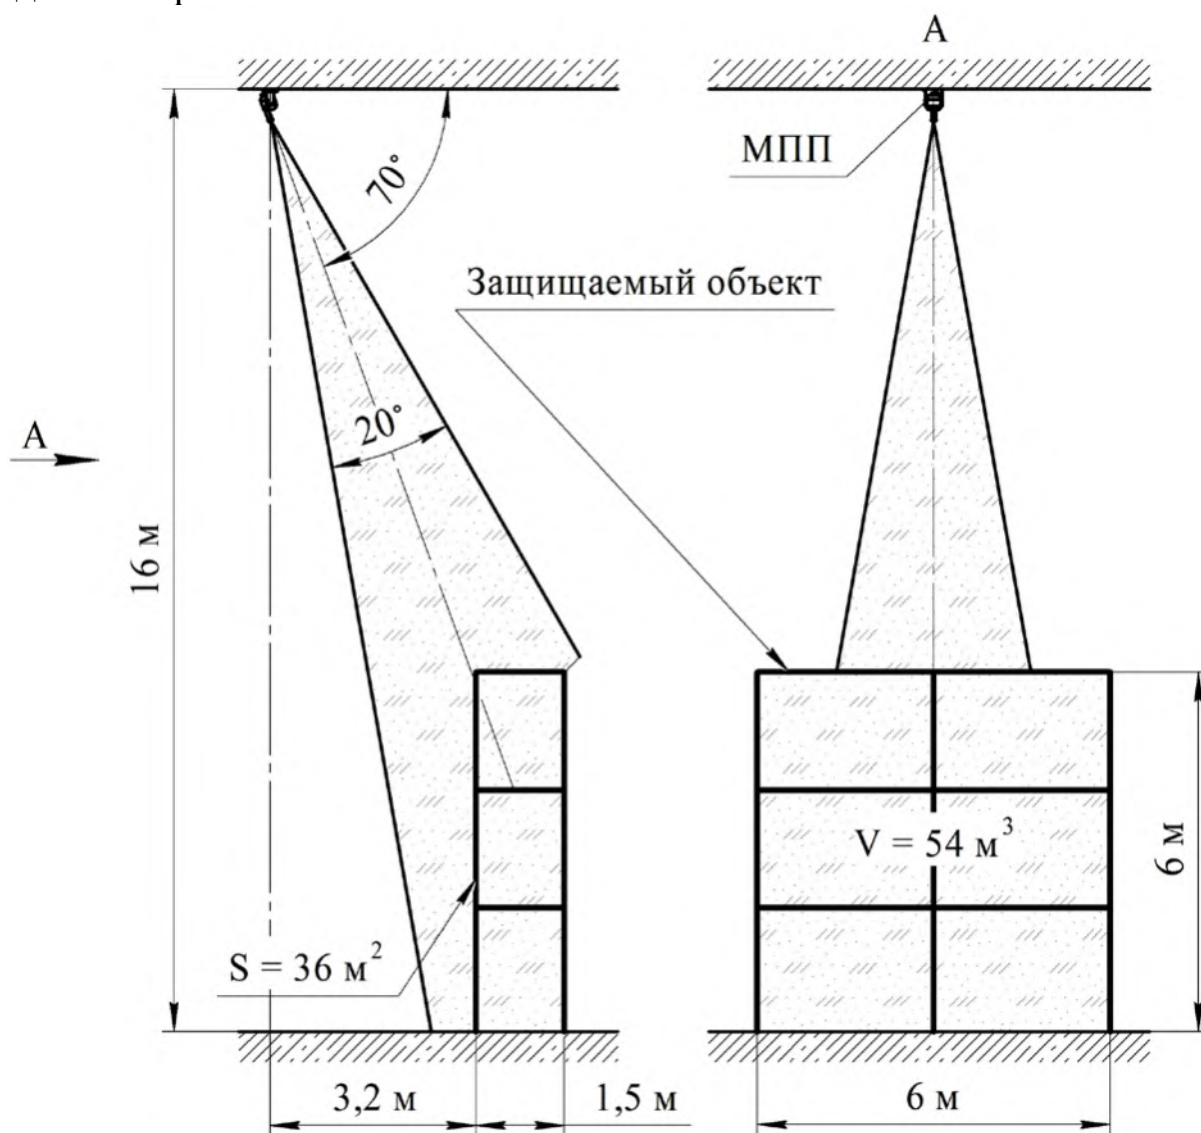 А
МПП
70°
Защищаемый объект
20°
А
16 м
V = 54 м³
6 м
S = 36 м²
3,2 м
1,5 м
6 м